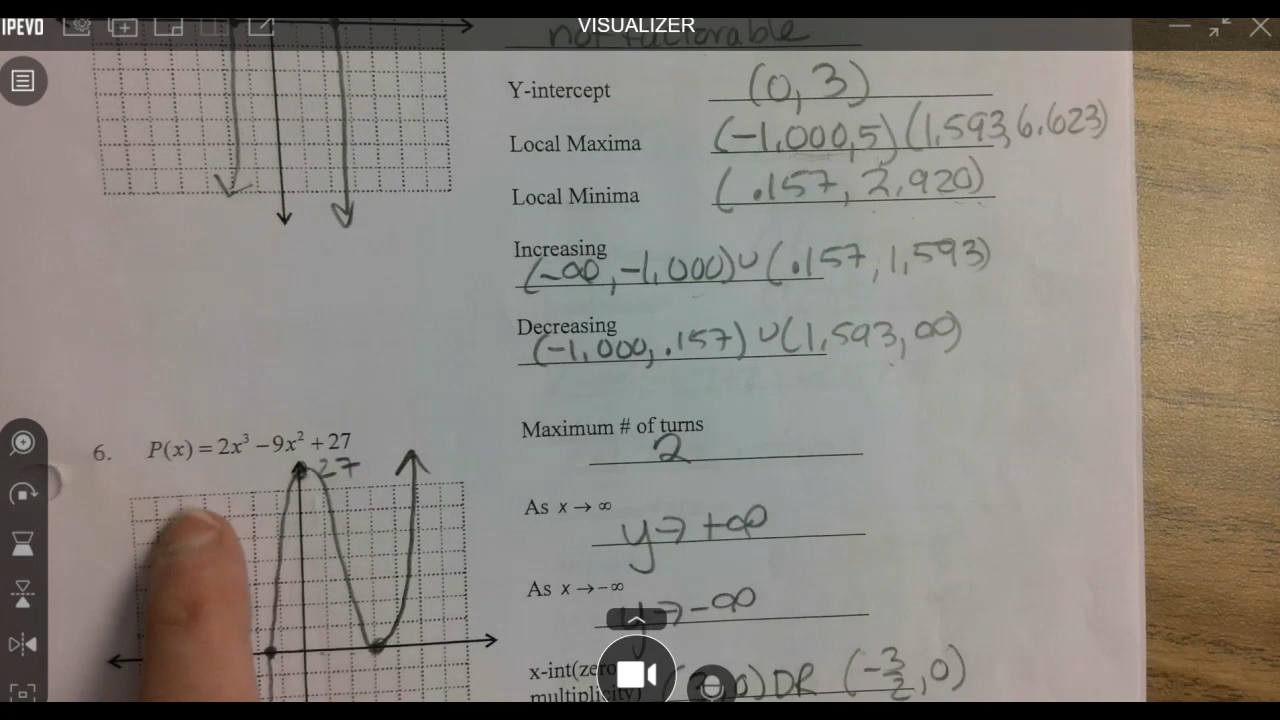 IPEVO
VISUALIZER
not factorable
Y-intercept (0, 3)
Local Maxima (-1.000, 5) (1.593, 6.623)
Local Minima (.157, 2.920)
Increasing
(-∞, -1.000) ∪ (.157, 1.593)
Decreasing
(-1.000, .157) ∪ (1.593, ∞)
6. P(x) = 2x³ – 9x² + 27
27
Maximum # of turns
2
As x → ∞
y → +∞
As x → -∞
y → -∞
x-int(zero
multiplicity) 0) DR (-3/2, 0)